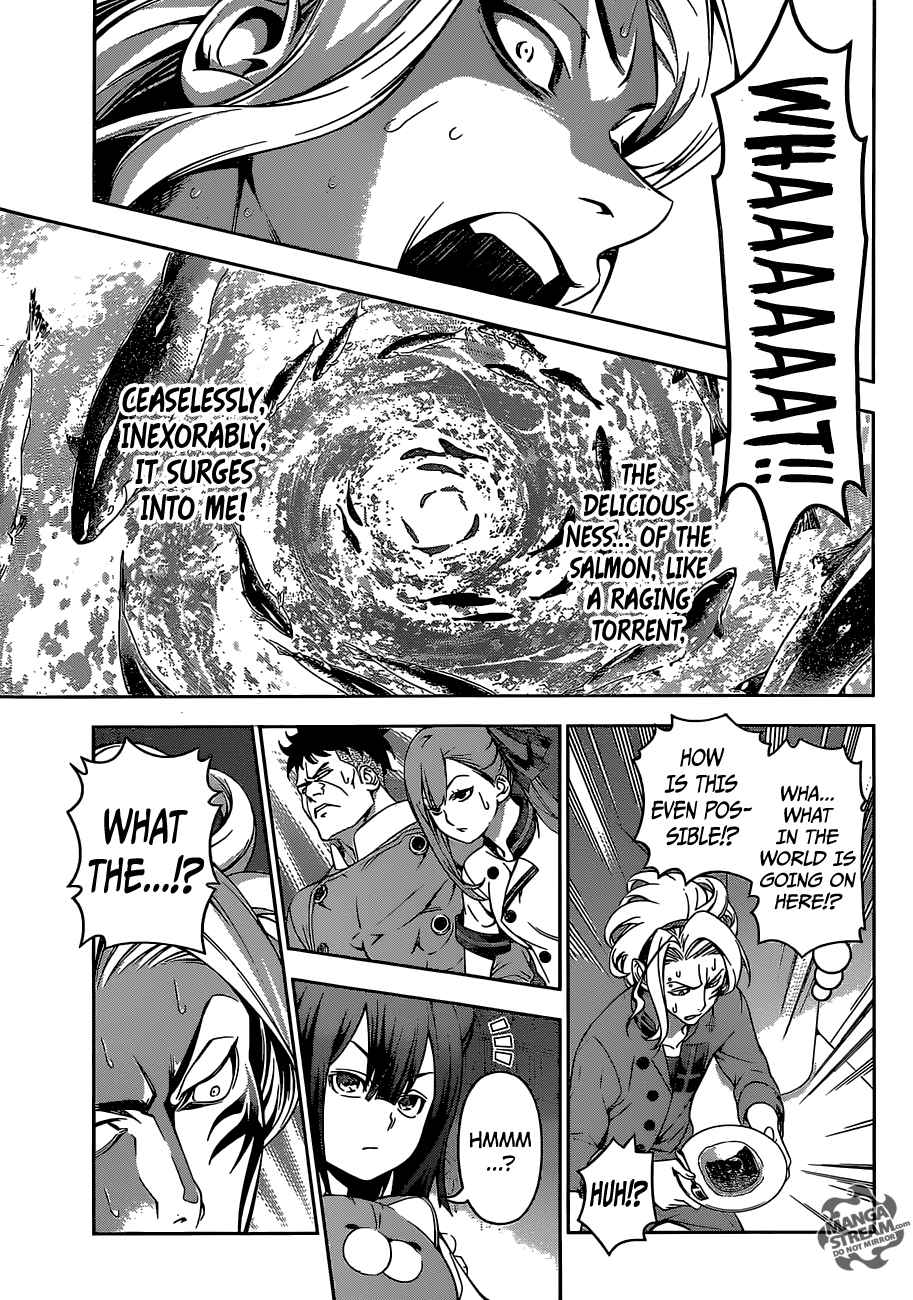 WHAAAAAAT!!
THE
DELICIOUS-
NESS... OF THE
SALMON, LIKE
A RAGING
TORRENT,
CEASELESSLY,
INEXORABLY,
IT SURGES
INTO ME!
WHA...
WHAT
IN THE
WORLD IS
GOING ON
HERE!?
HOW
IS THIS
EVEN POS-
SIBLE!?
HUH!?
HMMM
...?
WHAT
THE...!?
MANGA
STREAM.com
DO NOT MIRROR!